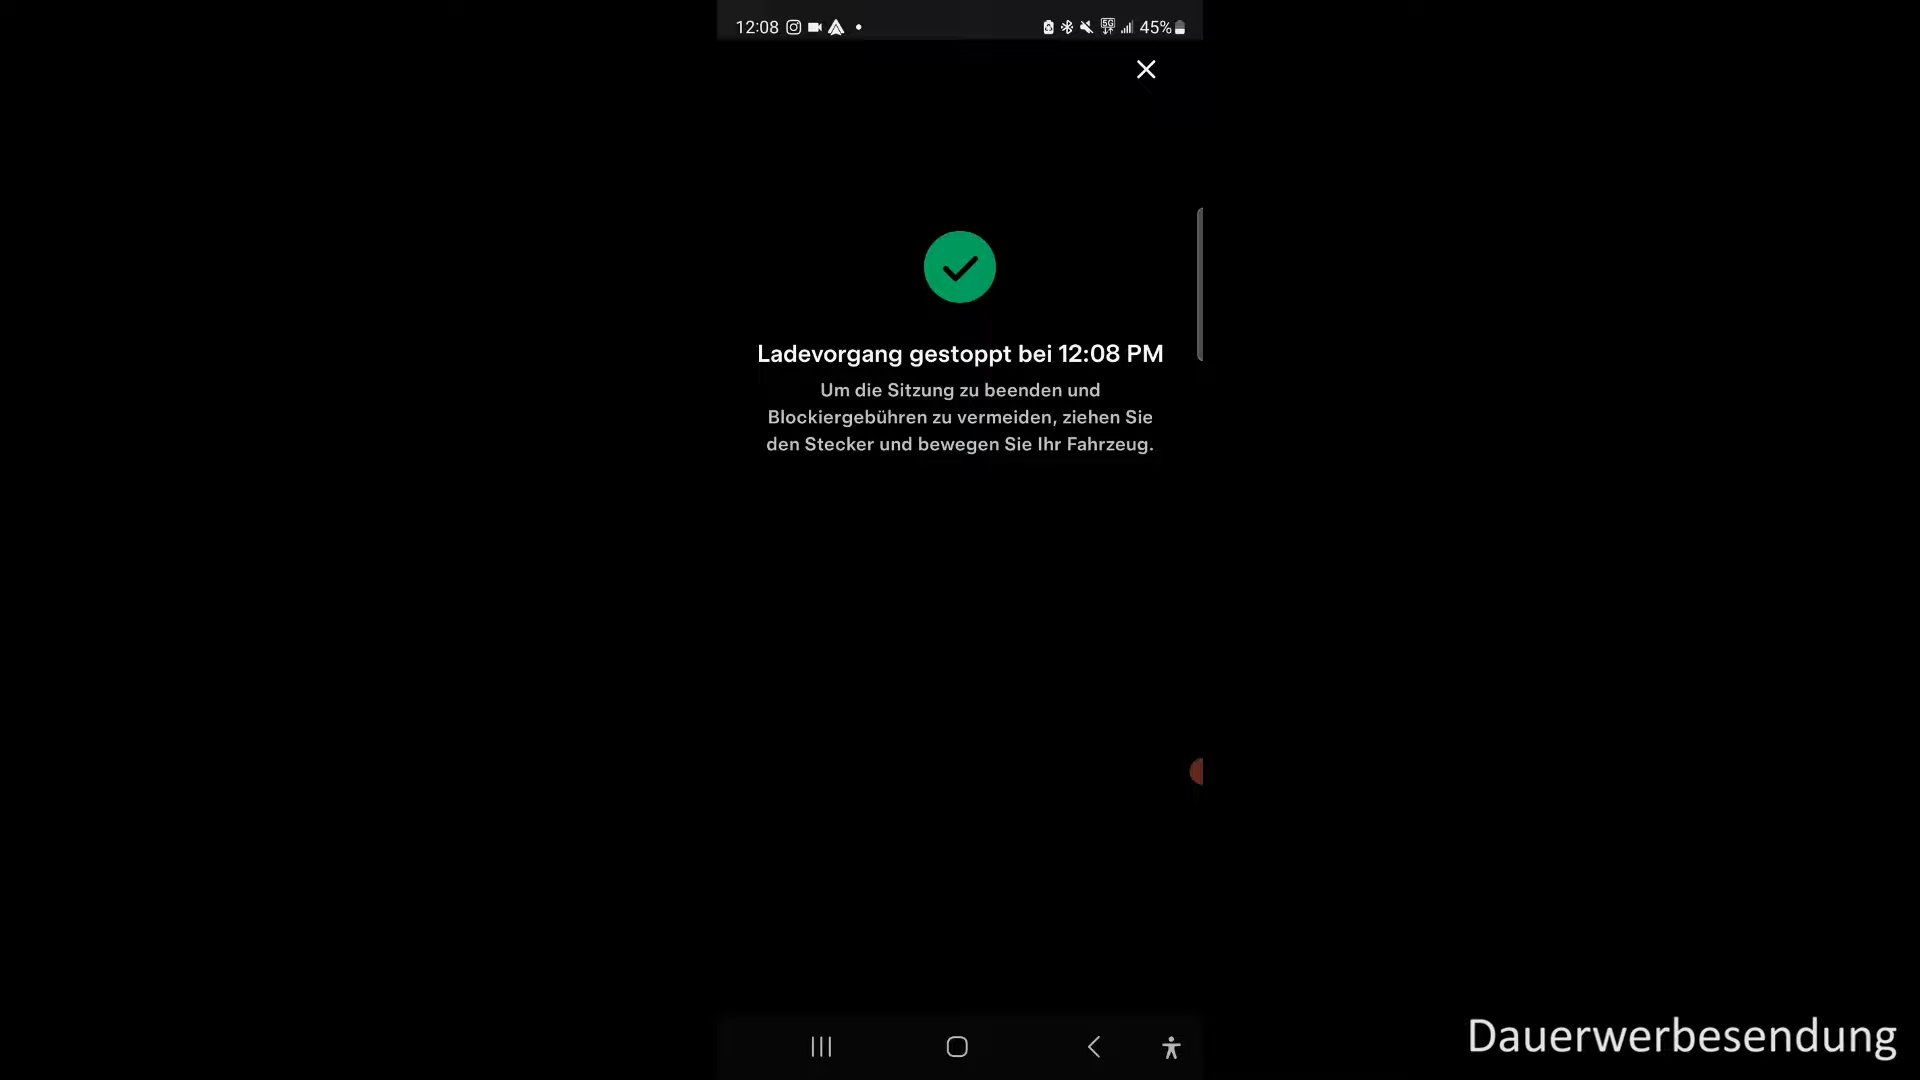 12:08
5G
45%
Ladevorgang gestoppt bei 12:08 PM
Um die Sitzung zu beenden und
Blockiergebühren zu vermeiden, ziehen Sie
den Stecker und bewegen Sie Ihr Fahrzeug.
Dauerwerbesendung